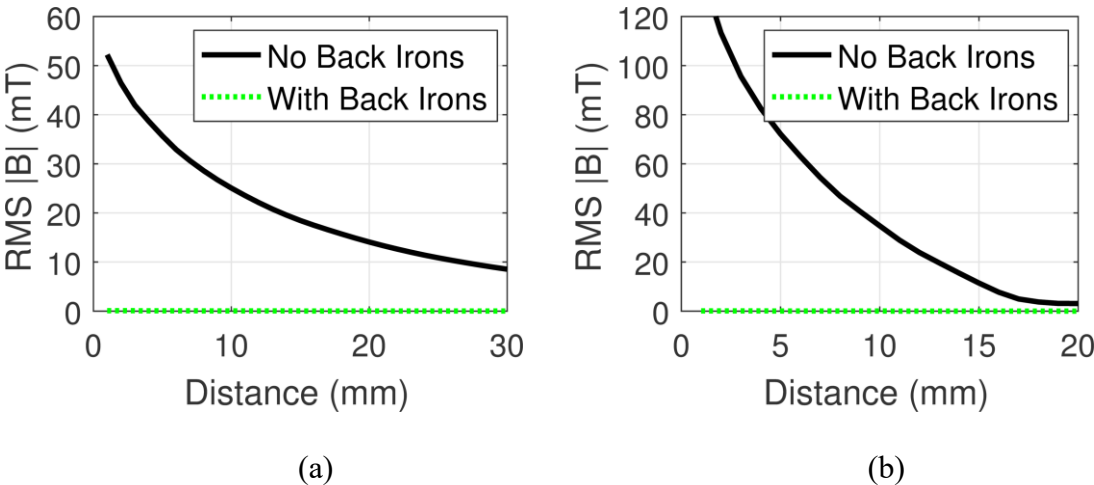 60
50
40
30
20
10
0
0 10 20 30
RMS |B| (mT)
Distance (mm)
No Back Irons
With Back Irons
(a)
120
100
80
60
40
20
0
0 5 10 15 20
RMS |B| (mT)
Distance (mm)
No Back Irons
With Back Irons
(b)